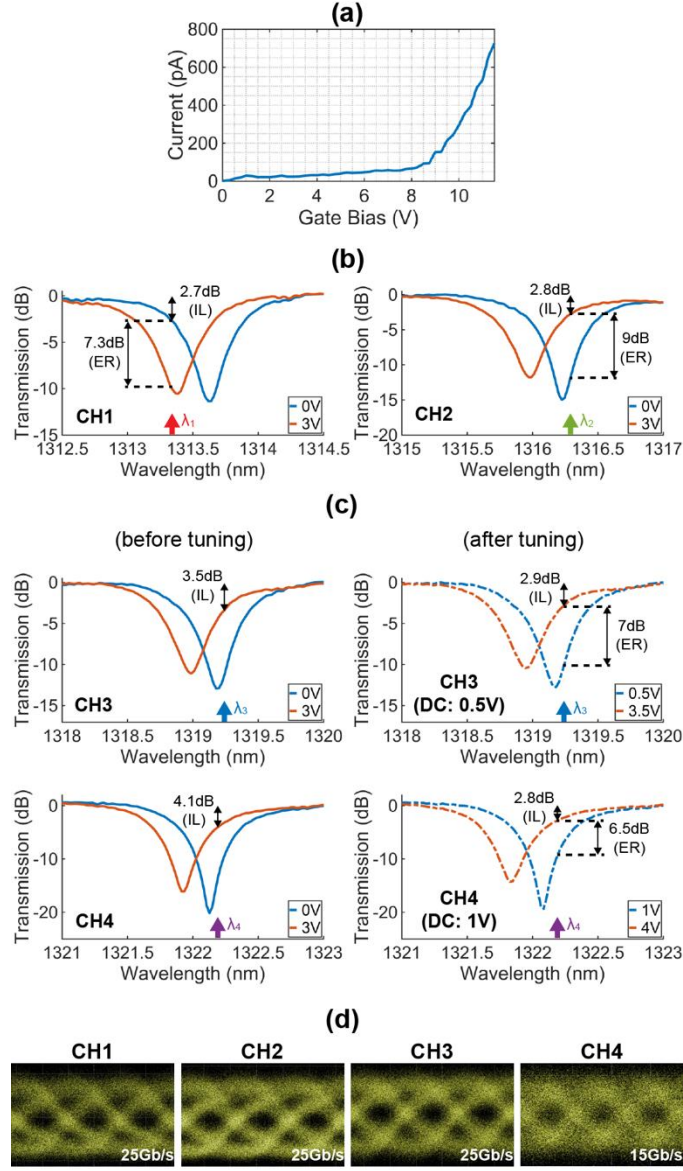 (a)
800
600
400
200
0
Current (pA)
0 2 4 6 8 10
Gate Bias (V)
(b)
0
-5
-10
-15
Transmission (dB)
2.7dB
(IL)
7.3dB
(ER)
CH1
λ1
0V
3V
1312.5 1313 1313.5 1314 1314.5
Wavelength (nm)
0
-5
-10
-15
-20
Transmission (dB)
2.8dB
(IL)
9dB
(ER)
CH2
λ2
0V
3V
1315 1315.5 1316 1316.5 1317
Wavelength (nm)
(c)
(before tuning)
(after tuning)
0
-5
-10
-15
Transmission (dB)
3.5dB
(IL)
CH3
λ3
0V
3V
1318 1318.5 1319 1319.5 1320
Wavelength (nm)
0
-5
-10
-15
Transmission (dB)
2.9dB
(IL)
7dB
(ER)
CH3
(DC: 0.5V)
λ3
0.5V
3.5V
1318 1318.5 1319 1319.5 1320
Wavelength (nm)
0
-10
-20
Transmission (dB)
4.1dB
(IL)
CH4
λ4
0V
3V
1321 1321.5 1322 1322.5 1323
Wavelength (nm)
0
-10
-20
Transmission (dB)
2.8dB
(IL)
6.5dB
(ER)
CH4
(DC: 1V)
λ4
1V
4V
1321 1321.5 1322 1322.5 1323
Wavelength (nm)
(d)
CH1 CH2 CH3 CH4
25Gb/s 25Gb/s 25Gb/s 15Gb/s